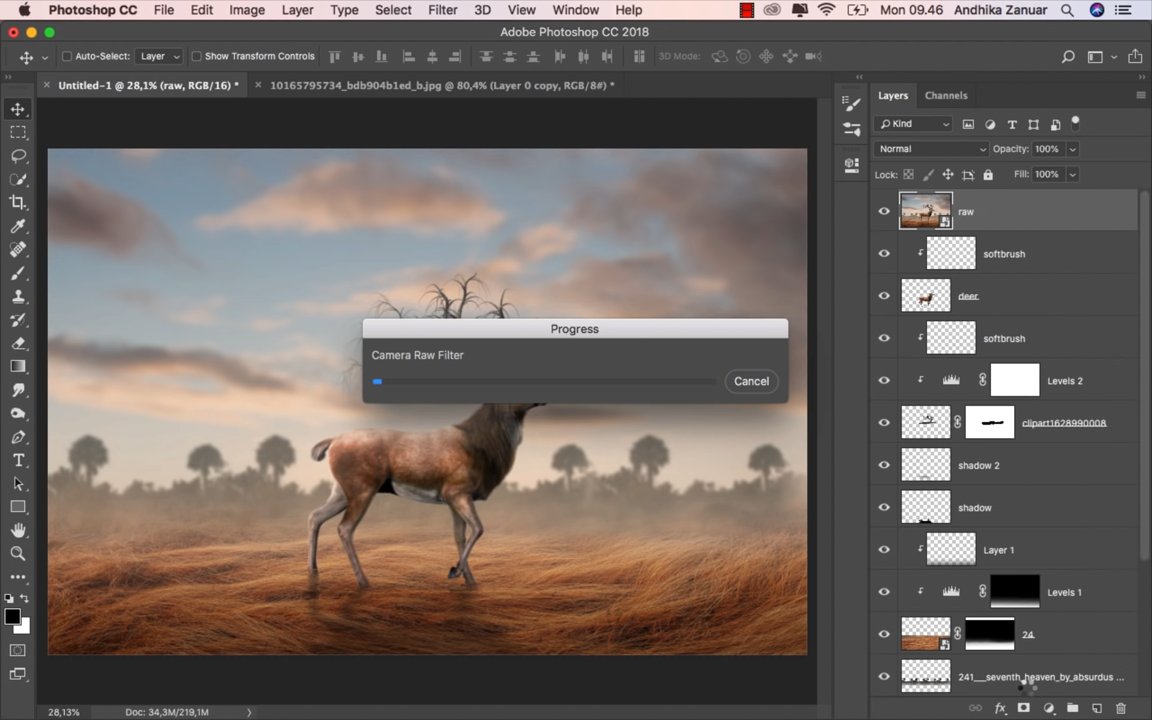 Photoshop CC File Edit Image Layer Type Select Filter 3D View Window Help Mon 09.46 Andhika Zanuar
Adobe Photoshop CC 2018
Auto-Select: Layer Show Transform Controls 3D Mode:
Untitled-1 @ 28,1% (raw, RGB/16) * 10165795734_bdb904b1ed_b.jpg @ 80,4% (Layer 0 copy, RGB/8#) *
Layers Channels
Kind
Normal Opacity: 100%
Lock: Fill: 100%
raw
softbrush
deer
softbrush
Levels 2
clipart1628990008
shadow 2
shadow
Layer 1
Levels 1
24
241__seventh_heaven_by_absurdus ...
Progress
Camera Raw Filter
Cancel
28,13% Doc: 34,3M/219,1M